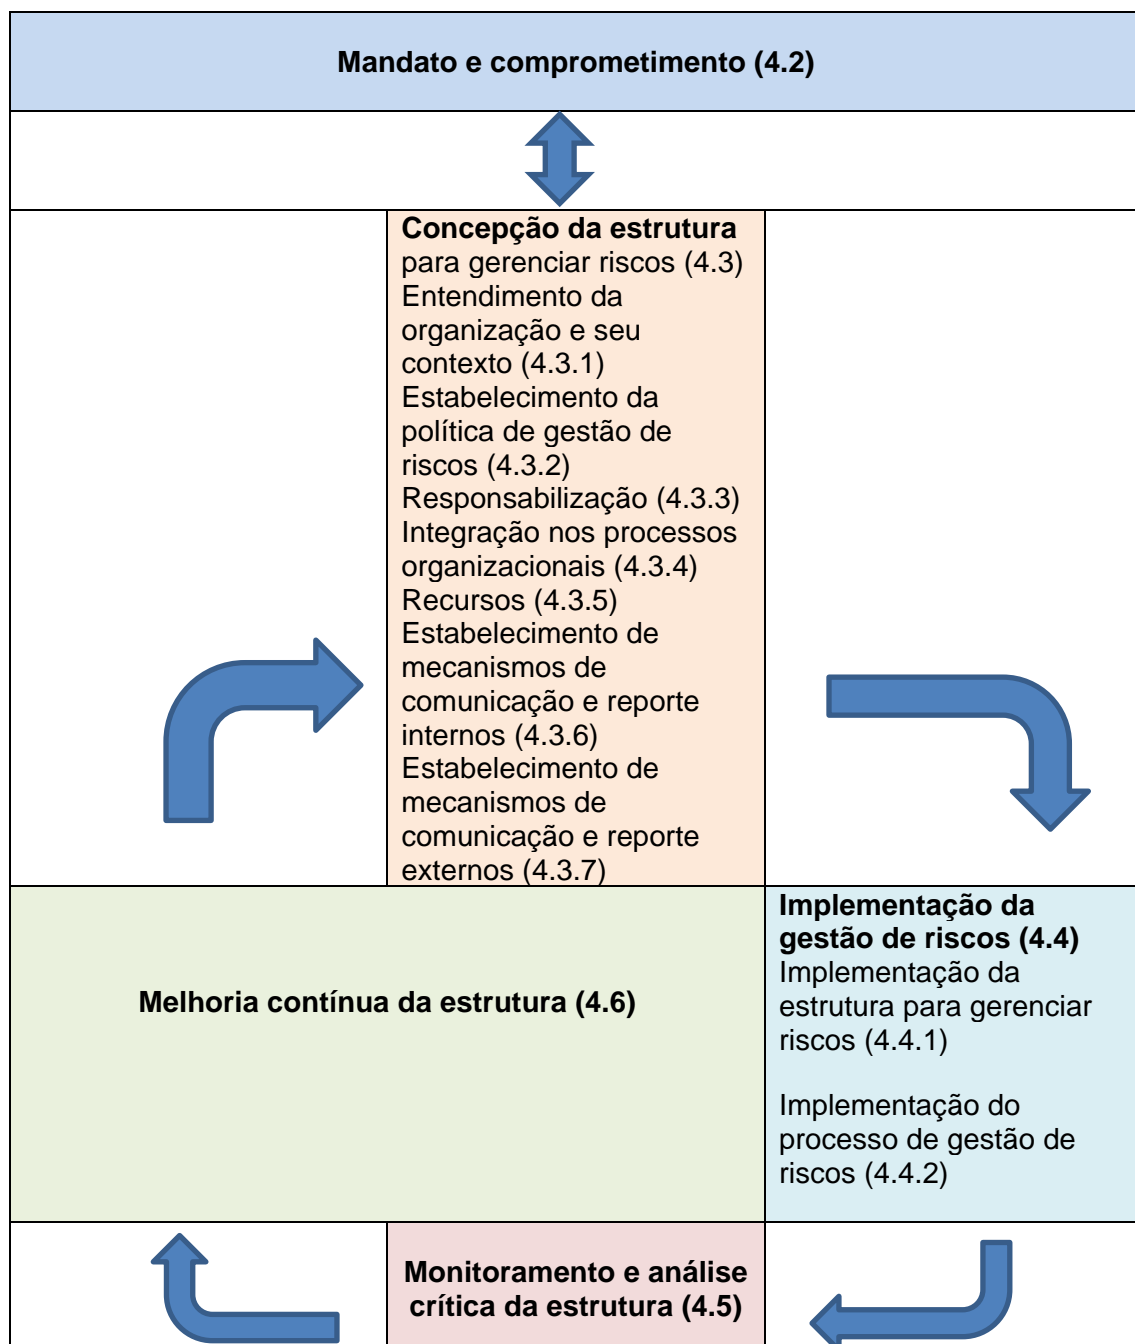 Mandato e comprometimento (4.2)
Concepção da estrutura
para gerenciar riscos (4.3)
Entendimento da
organização e seu
contexto (4.3.1)
Estabelecimento da
política de gestão de
riscos (4.3.2)
Responsabilização (4.3.3)
Integração nos processos
organizacionais (4.3.4)
Recursos (4.3.5)
Estabelecimento de
mecanismos de
comunicação e reporte
internos (4.3.6)
Estabelecimento de
mecanismos de
comunicação e reporte
externos (4.3.7)
Melhoria contínua da estrutura (4.6)
Implementação da
gestão de riscos (4.4)
Implementação da
estrutura para gerenciar
riscos (4.4.1)
Implementação do
processo de gestão de
riscos (4.4.2)
Monitoramento e análise
crítica da estrutura (4.5)